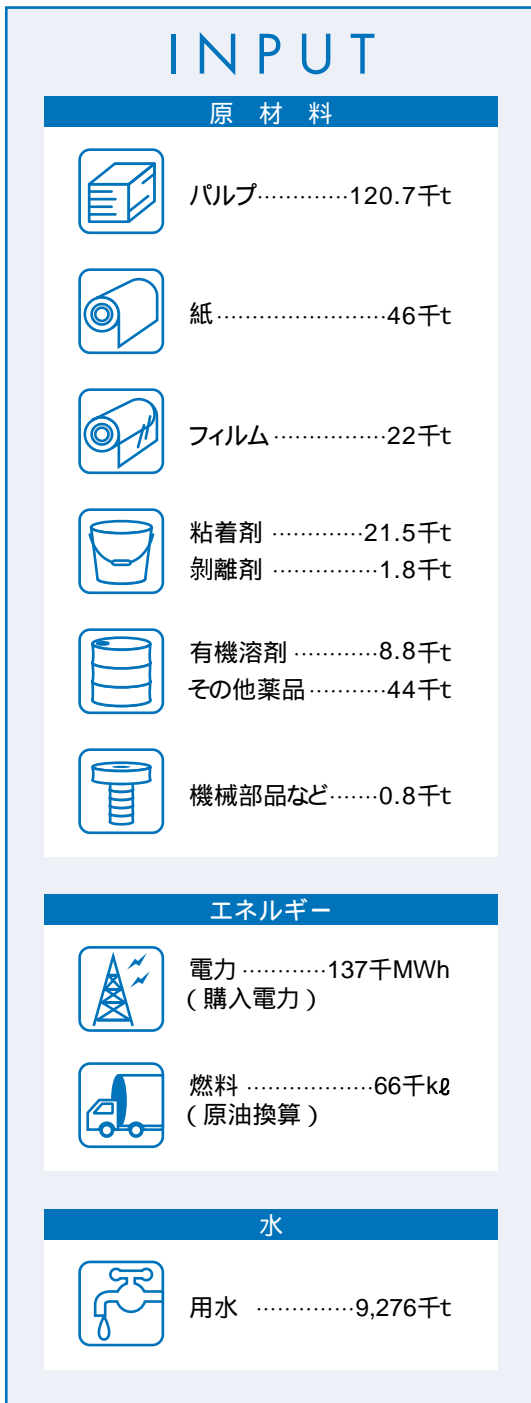 INPUT
原材料
パルプ·············120.7千t
紙························46千t
フィルム················22千t
粘着剤 ·············21.5千t
剝離剤 ···············1.8千t
有機溶剤············8.8千t
その他薬品···········44千t
機械部品など·······0.8千t
エネルギー
電力············137千MWh
(購入電力)
燃料 ··················66千kℓ
(原油換算)
水
用水 ··············9,276千t